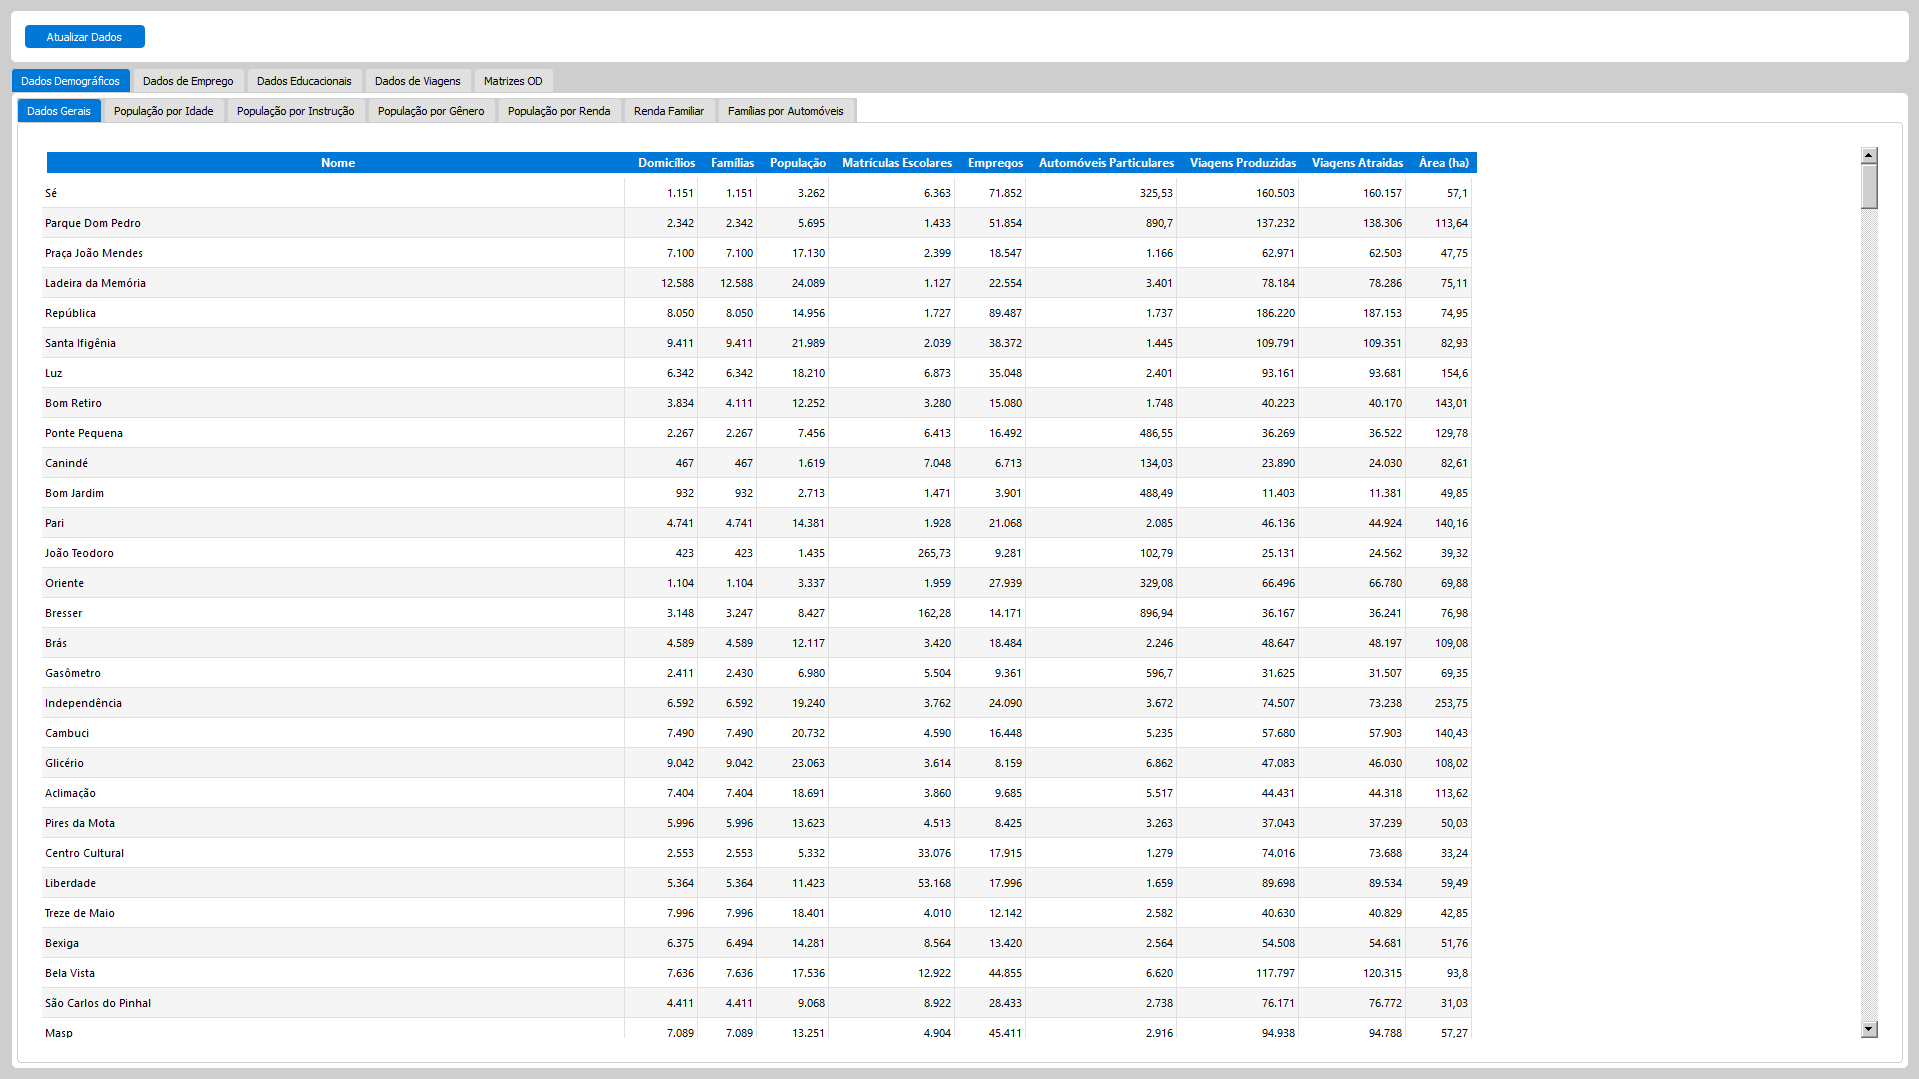 Atualizar Dados
Dados Demográficos Dados de Emprego Dados Educacionais Dados de Viagens Matrizes OD
Dados Gerais População por Idade População por Instrução População por Gênero População por Renda Renda Familiar Famílias por Automóveis
Nome Domicílios Famílias População Matrículas Escolares Empregos Automóveis Particulares Viagens Produzidas Viagens Atraidas Área (ha)
Sé 1.151 1.151 3.262 6.363 71.852 325,53 160.503 160.157 57,1
Parque Dom Pedro 2.342 2.342 5.695 1.433 51.854 890,7 137.232 138.306 113,64
Praça João Mendes 7.100 7.100 17.130 2.399 18.547 1.166 62.971 62.503 47,75
Ladeira da Memória 12.588 12.588 24.089 1.127 22.554 3.401 78.184 78.286 75,11
República 8.050 8.050 14.956 1.727 89.487 1.737 186.220 187.153 74,95
Santa Ifigênia 9.411 9.411 21.989 2.039 38.372 1.445 109.791 109.351 82,93
Luz 6.342 6.342 18.210 6.873 35.048 2.401 93.161 93.681 154,6
Bom Retiro 3.834 4.111 12.252 3.280 15.080 1.748 40.223 40.170 143,01
Ponte Pequena 2.267 2.267 7.456 6.413 16.492 486,55 36.269 36.522 129,78
Canindé 467 467 1.619 7.048 6.713 134,03 23.890 24.030 82,61
Bom Jardim 932 932 2.713 1.471 3.901 488,49 11.403 11.381 49,85
Pari 4.741 4.741 14.381 1.928 21.068 2.085 46.136 44.924 140,16
João Teodoro 423 423 1.435 265,73 9.281 102,79 25.131 24.562 39,32
Oriente 1.104 1.104 3.337 1.959 27.939 329,08 66.496 66.780 69,88
Bresser 3.148 3.247 8.427 162,28 14.171 896,94 36.167 36.241 76,98
Brás 4.589 4.589 12.117 3.420 18.484 2.246 48.647 48.197 109,08
Gasômetro 2.411 2.430 6.980 5.504 9.361 596,7 31.625 31.507 69,35
Independência 6.592 6.592 19.240 3.762 24.090 3.672 74.507 73.238 253,75
Cambuci 7.490 7.490 20.732 4.590 16.448 5.235 57.680 57.903 140,43
Glicério 9.042 9.042 23.063 3.614 8.159 6.862 47.083 46.030 108,02
Aclimação 7.404 7.404 18.691 3.860 9.685 5.517 44.431 44.318 113,62
Pires da Mota 5.996 5.996 13.623 4.513 8.425 3.263 37.043 37.239 50,03
Centro Cultural 2.553 2.553 5.332 33.076 17.915 1.279 74.016 73.688 33,24
Liberdade 5.364 5.364 11.423 53.168 17.996 1.659 89.698 89.534 59,49
Treze de Maio 7.996 7.996 18.401 4.010 12.142 2.582 40.630 40.829 42,85
Bexiga 6.375 6.494 14.281 8.564 13.420 2.564 54.508 54.681 51,76
Bela Vista 7.636 7.636 17.536 12.922 44.855 6.620 117.797 120.315 93,8
São Carlos do Pinhal 4.411 4.411 9.068 8.922 28.433 2.738 76.171 76.772 31,03
Masp 7.089 7.089 13.251 4.904 45.411 2.916 94.938 94.788 57,27